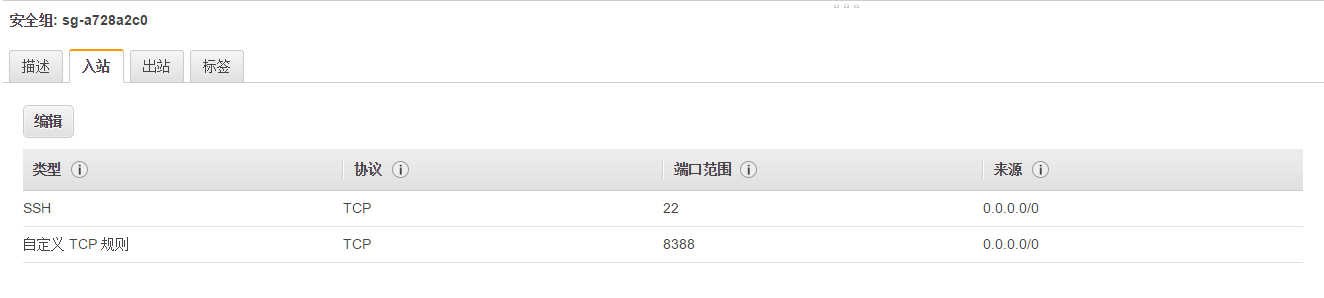 安全组: sg-a728a2c0
描述 入站 出站 标签
编辑
类型 协议 端口范围 来源
SSH TCP 22 0.0.0.0/0
自定义 TCP 规则 TCP 8388 0.0.0.0/0